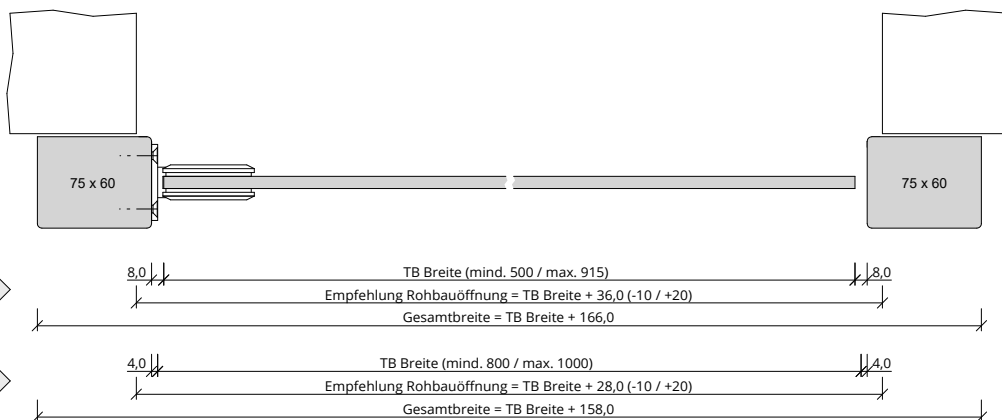 75 x 60 75 x 60
8,0 TB Breite (mind. 500 / max. 915) 8,0
Empfehlung Rohbauöffnung = TB Breite + 36,0 (-10 / +20)
Gesamtbreite = TB Breite + 166,0
4,0 TB Breite (mind. 800 / max. 1000) 4,0
Empfehlung Rohbauöffnung = TB Breite + 28,0 (-10 / +20)
Gesamtbreite = TB Breite + 158,0